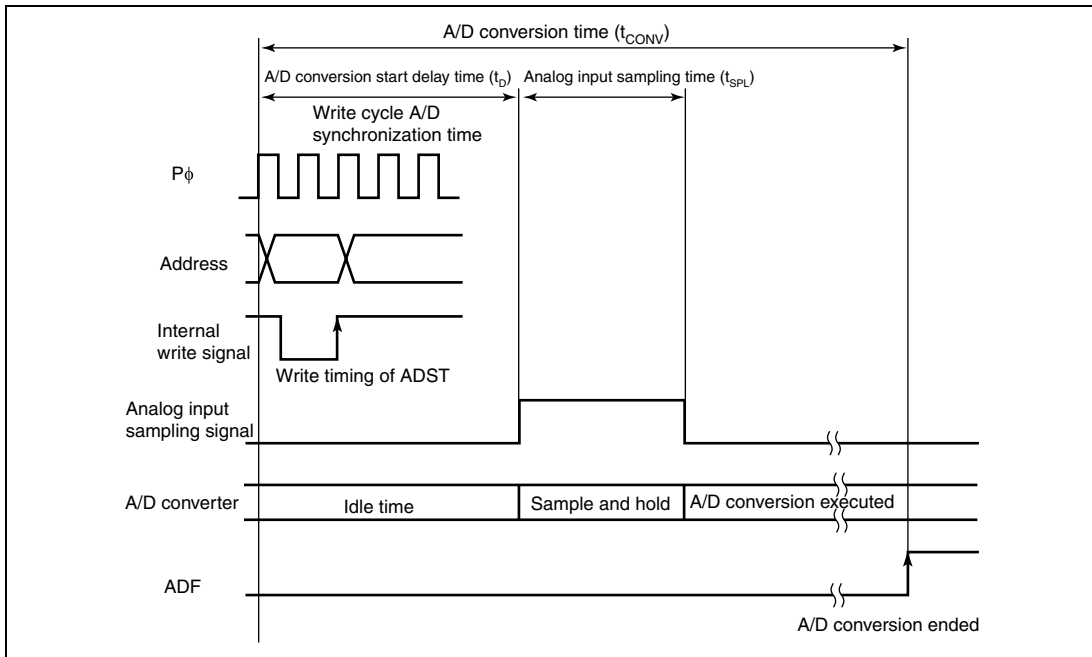 A/D conversion time (tCONV)
A/D conversion start delay time (tD)
Analog input sampling time (tSPL)
Write cycle A/D
synchronization time
Pϕ
Address
Internal
write signal
Write timing of ADST
Analog input
sampling signal
A/D converter
Idle time
Sample and hold
A/D conversion executed
ADF
A/D conversion ended